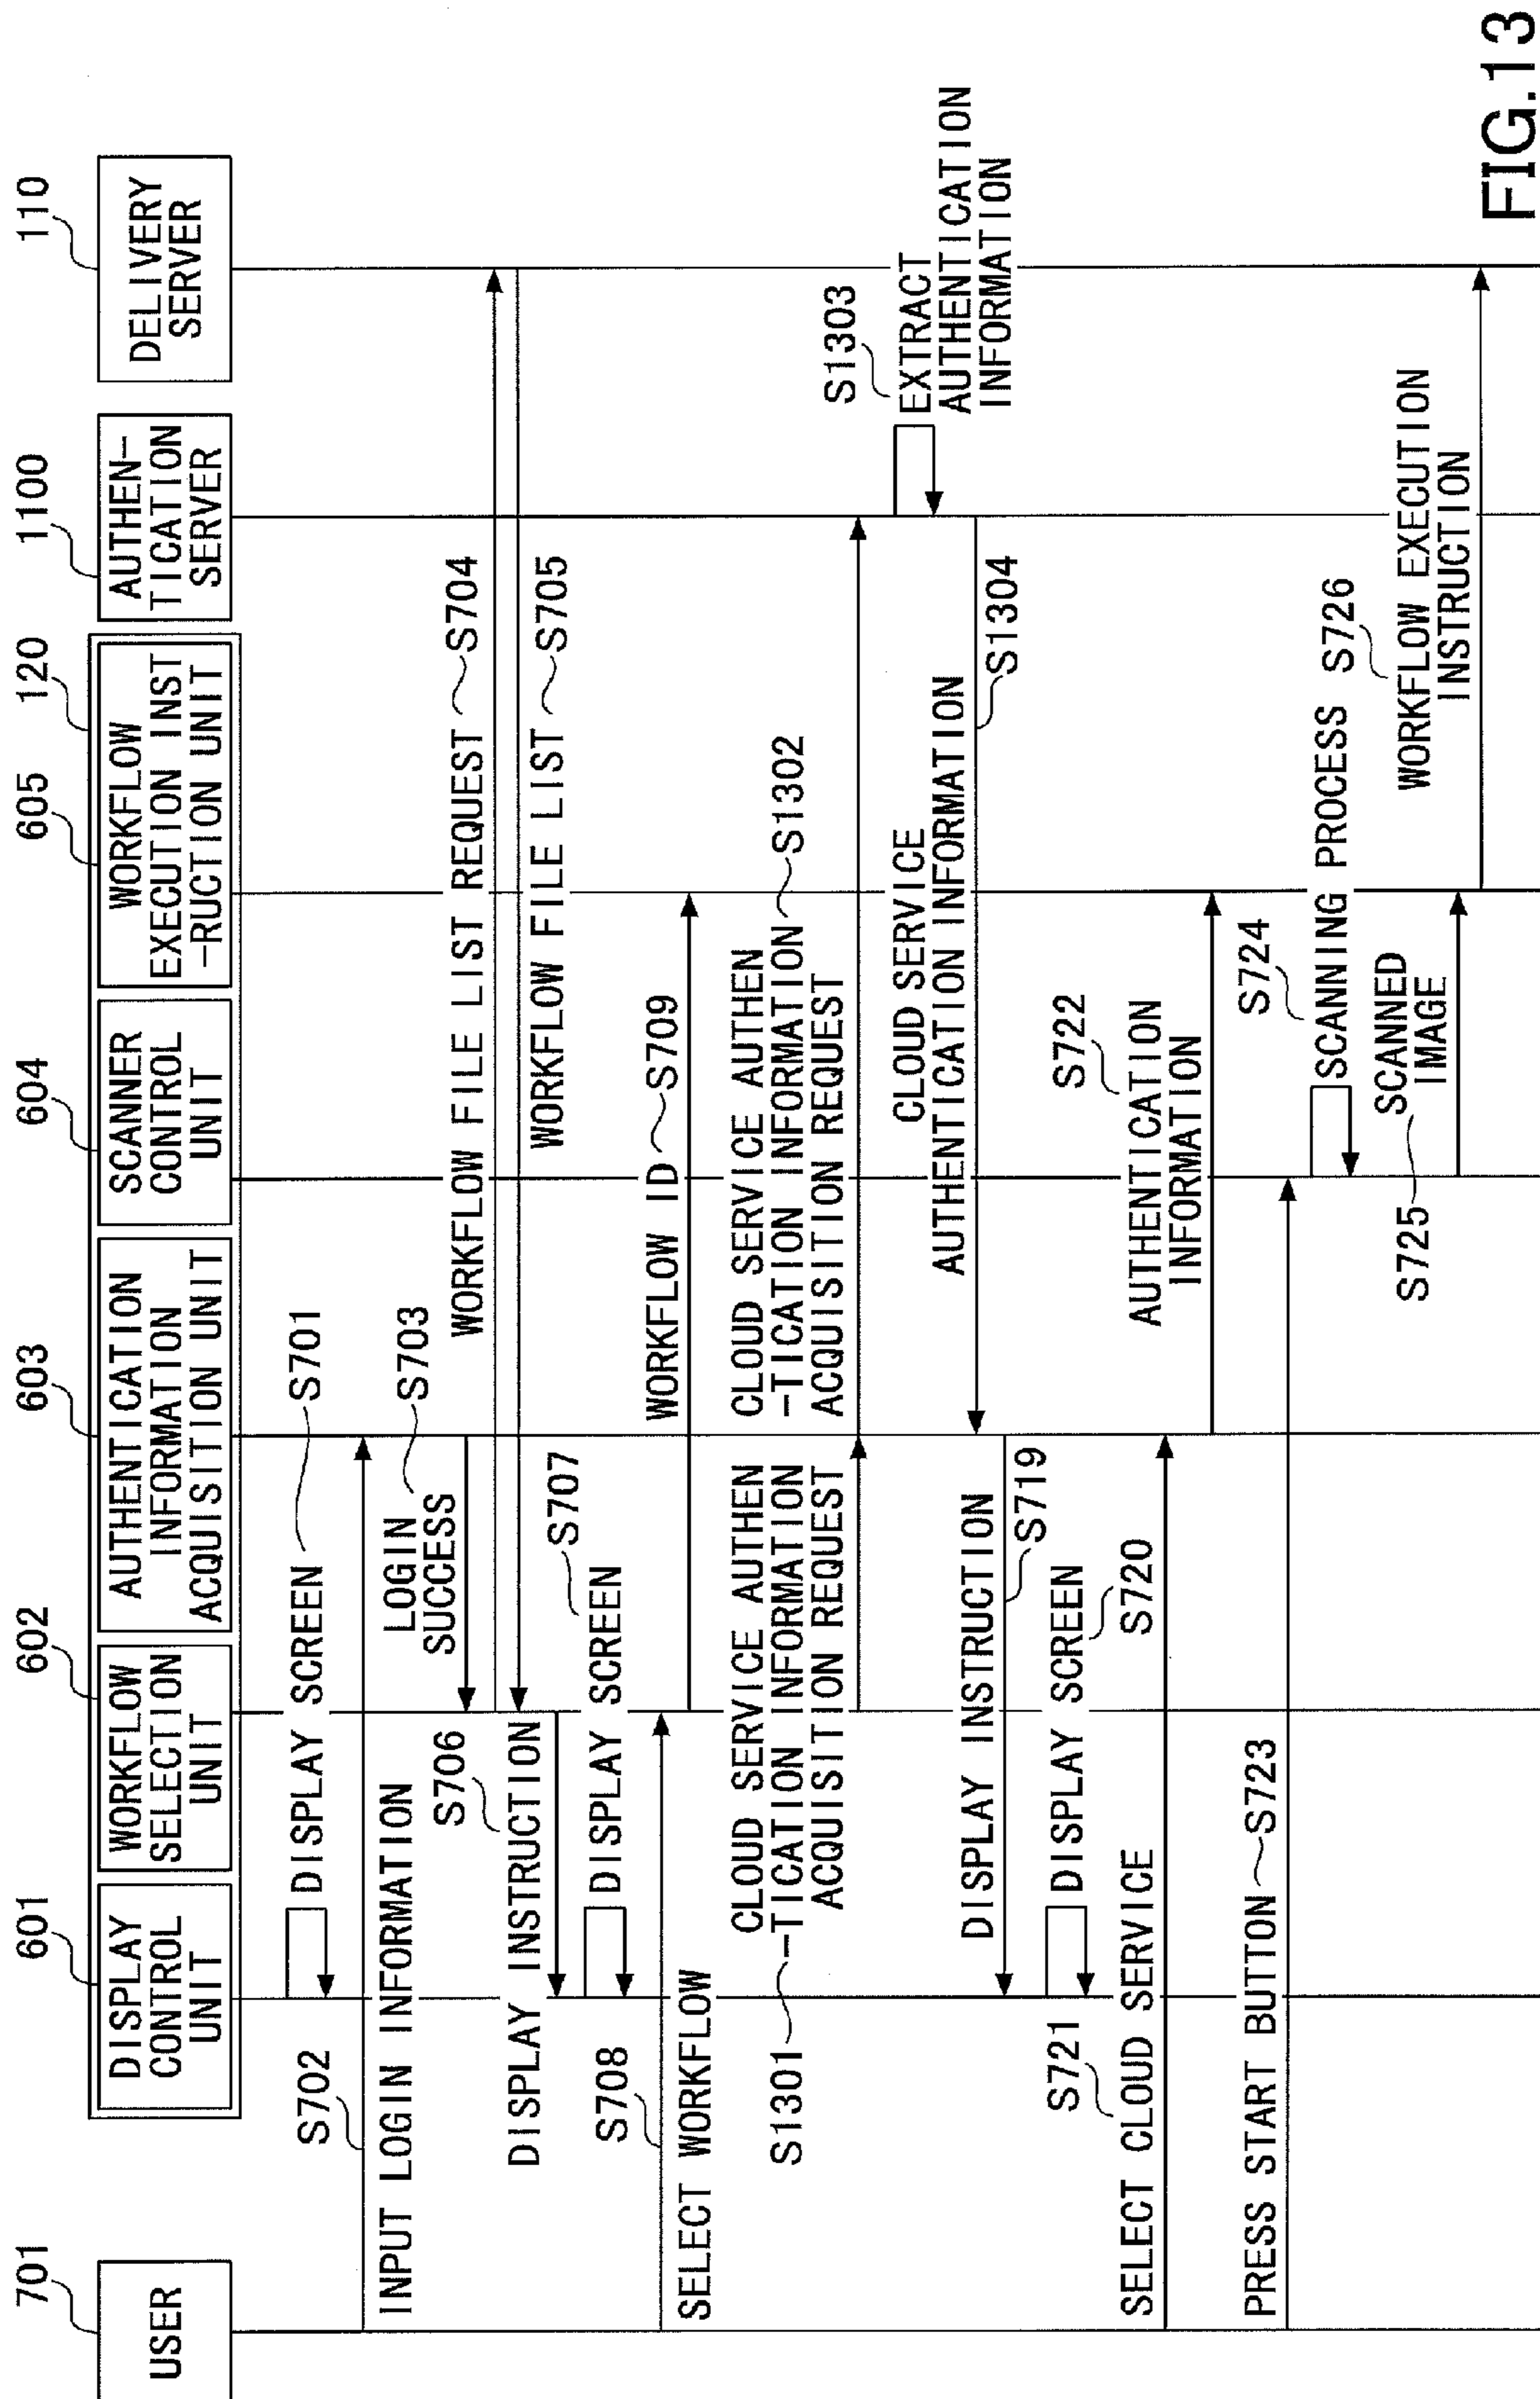 701
USER
601
DISPLAY
CONTROL
UNIT
602
WORKFLOW
SELECTION
UNIT
603
AUTHENTICATION
INFORMATION
ACQUISITION UNIT
604
SCANNER
CONTROL
UNIT
605
120
WORKFLOW
EXECUTION INST
-RUCTION UNIT
1100
AUTHEN-
TICATION
SERVER
110
DELIVERY
SERVER
DISPLAY SCREEN
S701
S702
INPUT LOGIN INFORMATION
LOGIN
SUCCESS
S703
WORKFLOW FILE LIST REQUEST
S704
WORKFLOW FILE LIST
S705
S706
DISPLAY INSTRUCTION
S707
DISPLAY SCREEN
S708
SELECT WORKFLOW
WORKFLOW ID
S709
S1301
CLOUD SERVICE AUTHEN
-TICATION INFORMATION
ACQUISITION REQUEST
CLOUD SERVICE AUTHEN
-TICATION INFORMATION
ACQUISITION REQUEST
S1302
S1303
EXTRACT
AUTHENTICATION
INFORMATION
CLOUD SERVICE
AUTHENTICATION INFORMATION
S1304
DISPLAY INSTRUCTION
S719
DISPLAY SCREEN
S720
S721
SELECT CLOUD SERVICE
S722
AUTHENTICATION
INFORMATION
PRESS START BUTTON
S723
S724
SCANNING PROCESS
S725
SCANNED
IMAGE
S726
WORKFLOW EXECUTION
INSTRUCTION
FIG.13